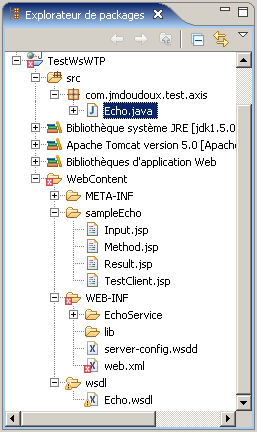 Explorateur de packages
TestWsWTP
src
com.jmdoudoux.test.axis
Echo.java
Bibliothèque système JRE [jdk1.5.0
Apache Tomcat version 5.0 [Apac
Bibliothèques d'application Web
WebContent
META-INF
sampleEcho
Input.jsp
Method.jsp
Result.jsp
TestClient.jsp
WEB-INF
EchoService
lib
server-config.wsdd
web.xml
wsdl
Echo.wsdl